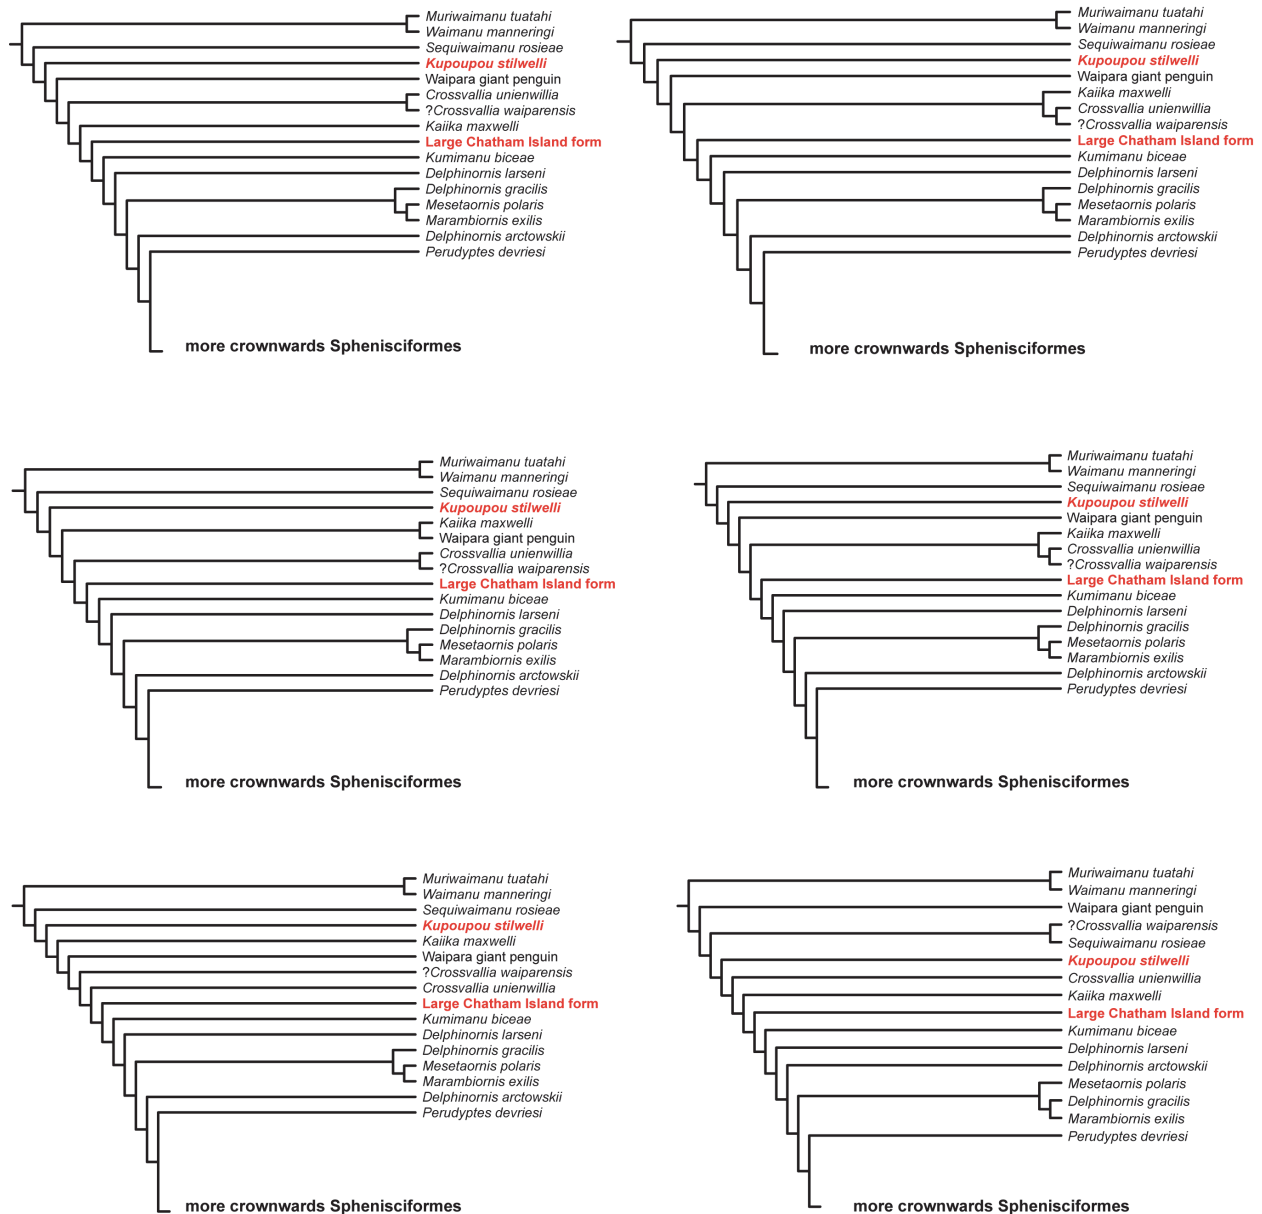 Muriwaimanu tuatahi
Waimanu manneringi
Sequiwaimanu rosieae
Kupoupou stilwelli
Waipara giant penguin
Crossvallia unienwillia
?Crossvallia waiparensis
Kaiika maxwelli
Large Chatham Island form
Kumimanu biceae
Delphinornis larseni
Delphinornis gracilis
Mesetaornis polaris
Marambiornis exilis
Delphinornis arctowskii
Perudyptes devriesi
more crownwards Sphenisciformes
Muriwaimanu tuatahi
Waimanu manneringi
Sequiwaimanu rosieae
Kupoupou stilwelli
Waipara giant penguin
Kaiika maxwelli
Crossvallia unienwillia
?Crossvallia waiparensis
Large Chatham Island form
Kumimanu biceae
Delphinornis larseni
Delphinornis gracilis
Mesetaornis polaris
Marambiornis exilis
Delphinornis arctowskii
Perudyptes devriesi
more crownwards Sphenisciformes
Muriwaimanu tuatahi
Waimanu manneringi
Sequiwaimanu rosieae
Kupoupou stilwelli
Kaiika maxwelli
Waipara giant penguin
Crossvallia unienwillia
?Crossvallia waiparensis
Large Chatham Island form
Kumimanu biceae
Delphinornis larseni
Delphinornis gracilis
Mesetaornis polaris
Marambiornis exilis
Delphinornis arctowskii
Perudyptes devriesi
more crownwards Sphenisciformes
Muriwaimanu tuatahi
Waimanu manneringi
Sequiwaimanu rosieae
Kupoupou stilwelli
Waipara giant penguin
Kaiika maxwelli
Crossvallia unienwillia
?Crossvallia waiparensis
Large Chatham Island form
Kumimanu biceae
Delphinornis larseni
Delphinornis gracilis
Mesetaornis polaris
Marambiornis exilis
Delphinornis arctowskii
Perudyptes devriesi
more crownwards Sphenisciformes
Muriwaimanu tuatahi
Waimanu manneringi
Sequiwaimanu rosieae
Kupoupou stilwelli
Kaiika maxwelli
Waipara giant penguin
?Crossvallia waiparensis
Crossvallia unienwillia
Large Chatham Island form
Kumimanu biceae
Delphinornis larseni
Delphinornis gracilis
Mesetaornis polaris
Marambiornis exilis
Delphinornis arctowskii
Perudyptes devriesi
more crownwards Sphenisciformes
Muriwaimanu tuatahi
Waimanu manneringi
Waipara giant penguin
?Crossvallia waiparensis
Sequiwaimanu rosieae
Kupoupou stilwelli
Crossvallia unienwillia
Kaiika maxwelli
Large Chatham Island form
Kumimanu biceae
Delphinornis larseni
Delphinornis arctowskii
Mesetaornis polaris
Delphinornis gracilis
Marambiornis exilis
Perudyptes devriesi
more crownwards Sphenisciformes